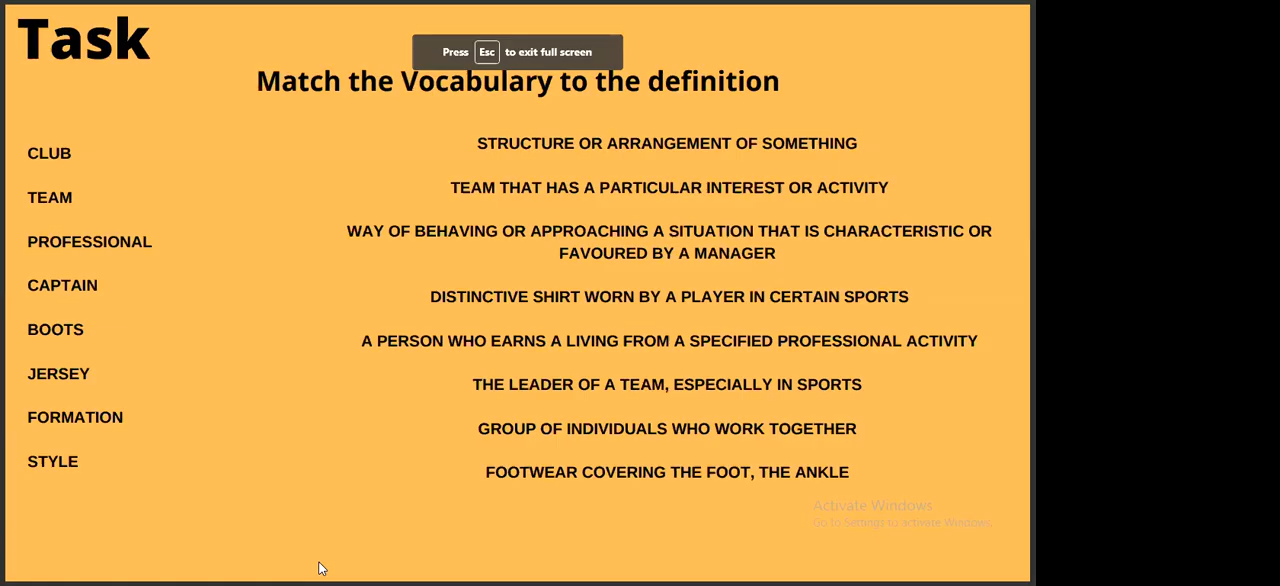 Task
Press Esc to exit full screen
Match the Vocabulary to the definition
CLUB
TEAM
PROFESSIONAL
CAPTAIN
BOOTS
JERSEY
FORMATION
STYLE
STRUCTURE OR ARRANGEMENT OF SOMETHING
TEAM THAT HAS A PARTICULAR INTEREST OR ACTIVITY
WAY OF BEHAVING OR APPROACHING A SITUATION THAT IS CHARACTERISTIC OR
FAVOURED BY A MANAGER
DISTINCTIVE SHIRT WORN BY A PLAYER IN CERTAIN SPORTS
A PERSON WHO EARNS A LIVING FROM A SPECIFIED PROFESSIONAL ACTIVITY
THE LEADER OF A TEAM, ESPECIALLY IN SPORTS
GROUP OF INDIVIDUALS WHO WORK TOGETHER
FOOTWEAR COVERING THE FOOT, THE ANKLE
Activate Windows
Go to Settings to activate Windows.